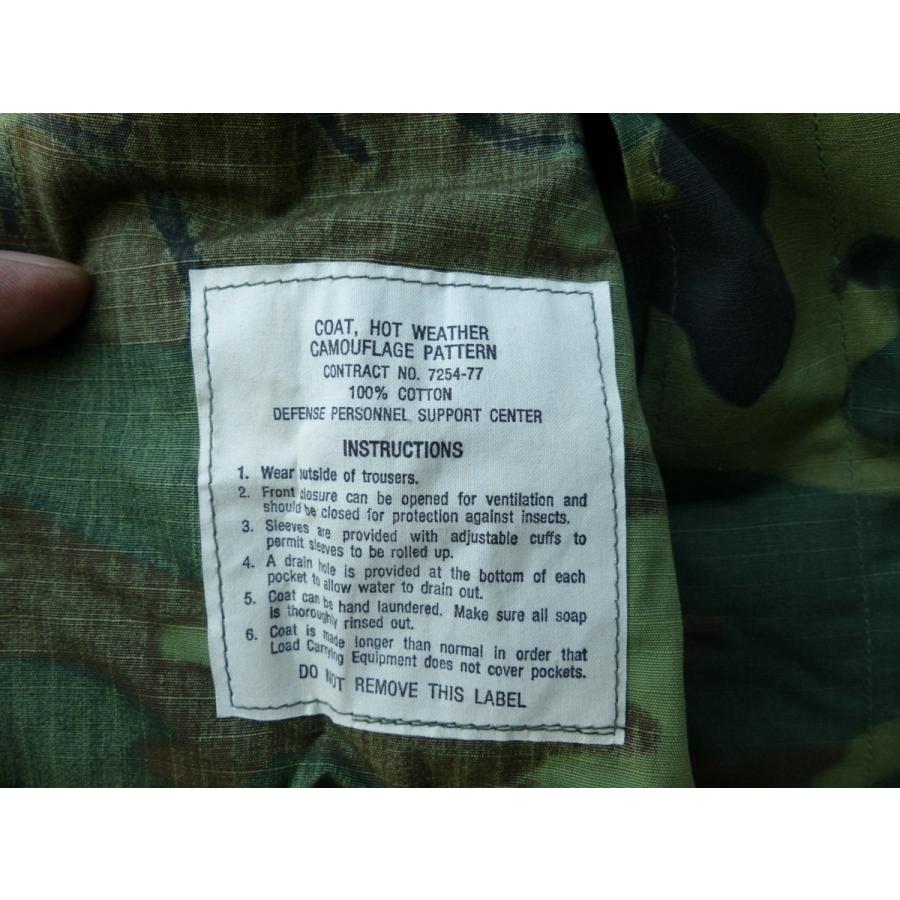 COAT, HOT WEATHER
CAMOUFLAGE PATTERN
CONTRACT NO. 7254-77
100% COTTON
DEFENSE PERSONNEL SUPPORT CENTER
INSTRUCTIONS
1. Wear outside of trousers.
2. Front closure can be opened for ventilation and
should be closed for protection against insects.
3. Sleeves are provided with adjustable cuffs to
permit sleeves to be rolled up.
4. A drain hole is provided at the bottom of each
pocket to allow water to drain out.
5. Coat can be hand laundered. Make sure all soap
is thoroughly rinsed out.
6. Coat is made longer than normal in order that
Load Carrying Equipment does not cover pockets.
DO NOT REMOVE THIS LABEL